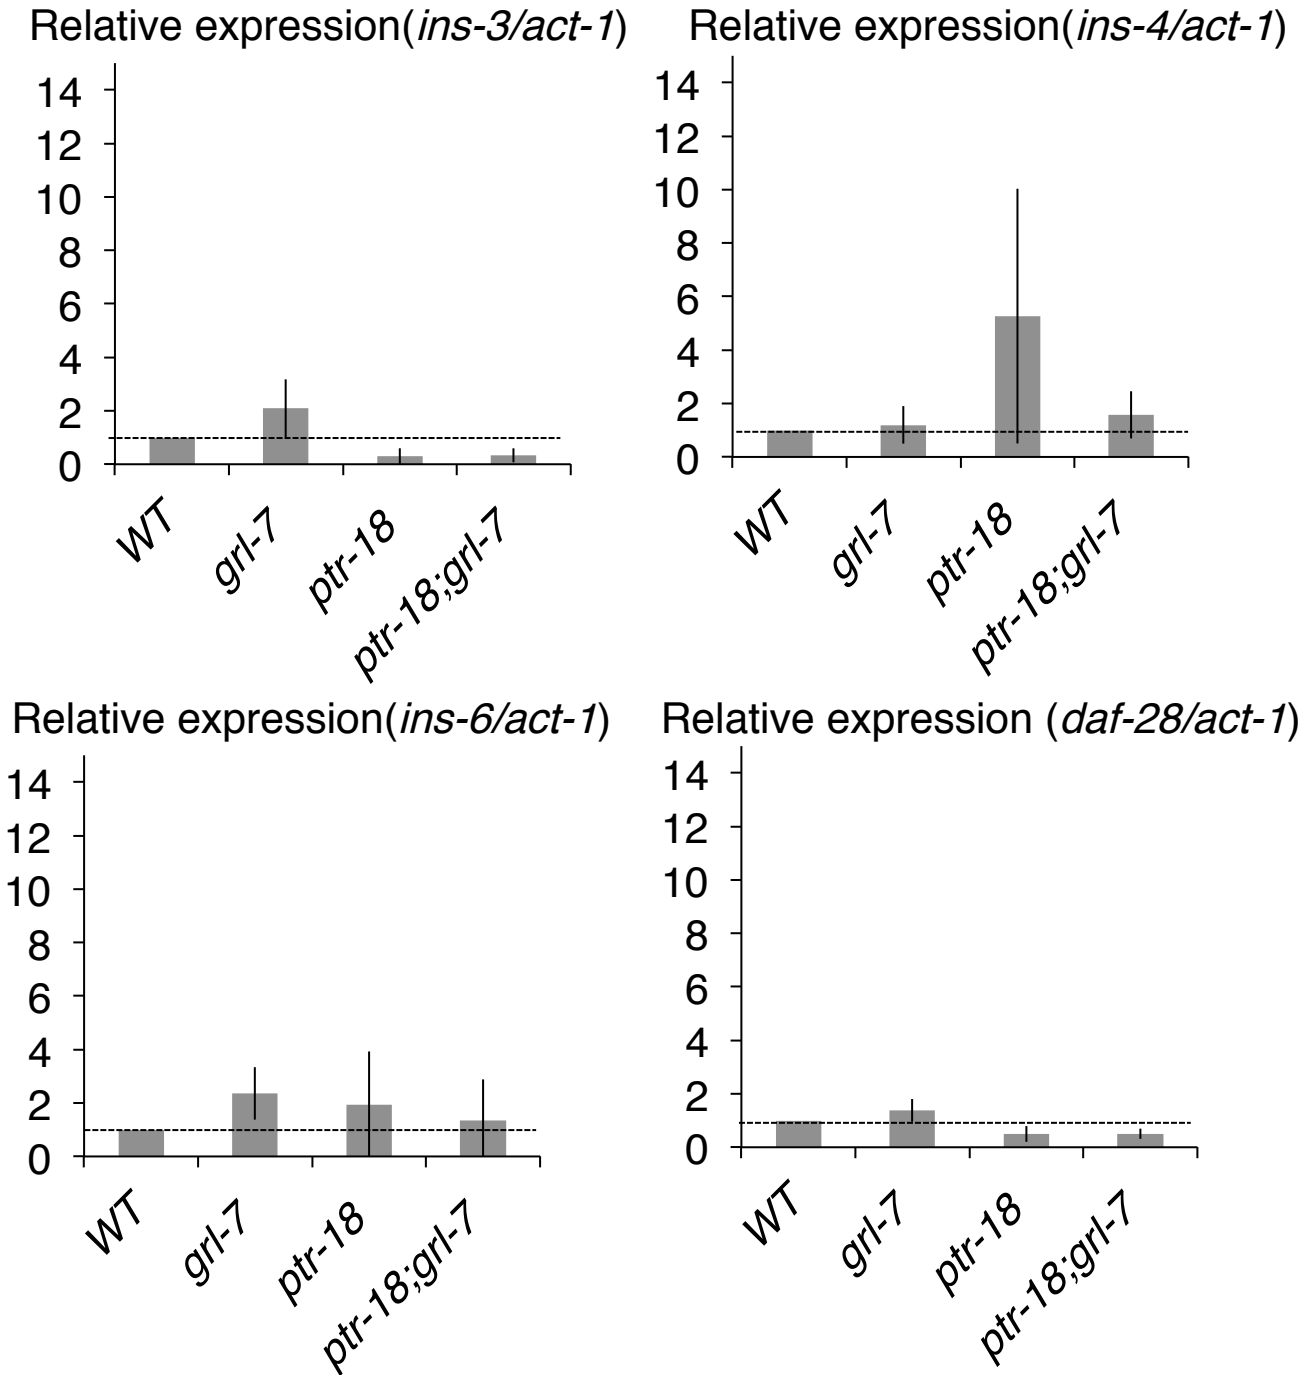 Relative expression(ins-3/act-1)
14
12
10
8
6
4
2
0
WT
grl-7
ptr-18
ptr-18;grl-7
Relative expression(ins-4/act-1)
14
12
10
8
6
4
2
0
WT
grl-7
ptr-18
ptr-18;grl-7
Relative expression(ins-6/act-1)
14
12
10
8
6
4
2
0
WT
grl-7
ptr-18
ptr-18;grl-7
Relative expression (daf-28/act-1)
14
12
10
8
6
4
2
0
WT
grl-7
ptr-18
ptr-18;grl-7